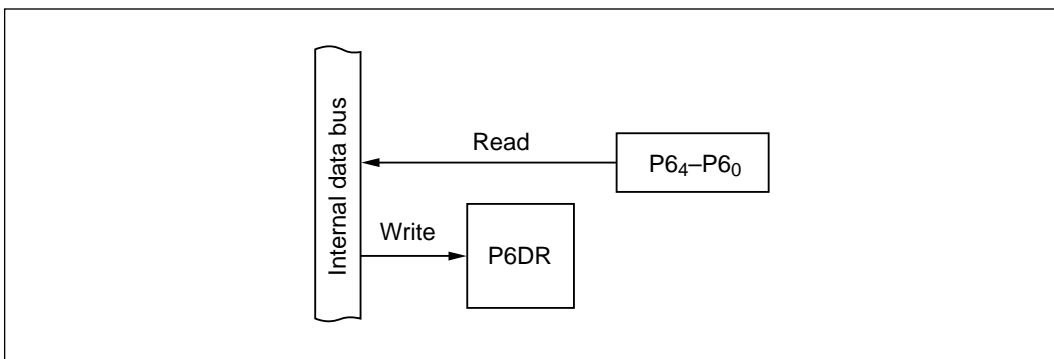 Internal data bus
Read
P6₄–P6₀
Write
P6DR